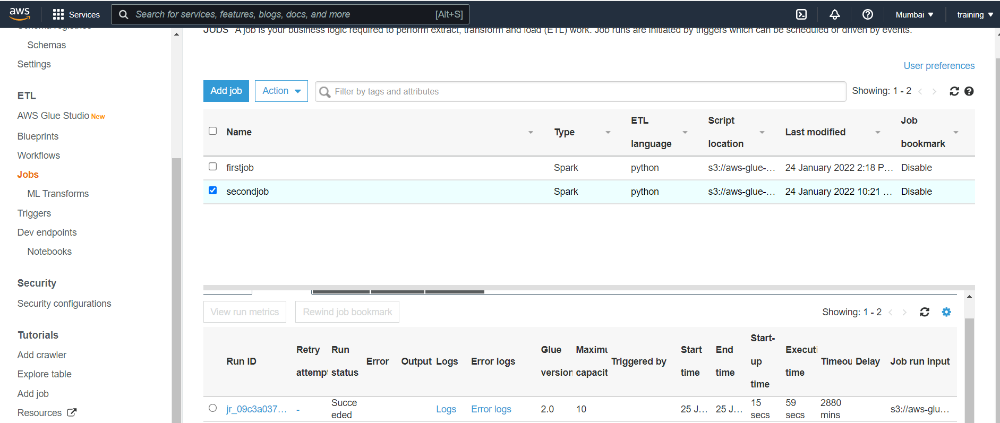 aws
Services
Search for services, features, blogs, docs, and more
[Alt+S]
Mumbai
training
Schema registries
Schemas
Settings
ETL
AWS Glue Studio New
Blueprints
Workflows
Jobs
ML Transforms
Triggers
Dev endpoints
Notebooks
Security
Security configurations
Tutorials
Add crawler
Explore table
Add job
Resources
Jobs A job is your business logic required to perform extract, transform and load (ETL) work. Job runs are initiated by triggers which can be scheduled or driven by events.
User preferences
Add job
Action
Filter by tags and attributes
Showing: 1 - 2
Name
Type
ETL language
Script location
Last modified
Job bookmark
firstjob Spark python s3://aws-glue-... 24 January 2022 2:18 P... Disable
secondjob Spark python s3://aws-glue-... 24 January 2022 10:21 ... Disable
View run metrics
Rewind job bookmark
Showing: 1 - 2
Run ID
Retry attempt
Run status
Error
Output
Logs
Error logs
Glue version
Maximu capacit
Triggered by
Start time
End time
Start-up time
Executi time
Timeou
Delay
Job run input
jr_09c3a037... - Succeeded Logs Error logs 2.0 10 25 J... 25 J... 15 secs 59 secs 2880 mins s3://aws-glu...